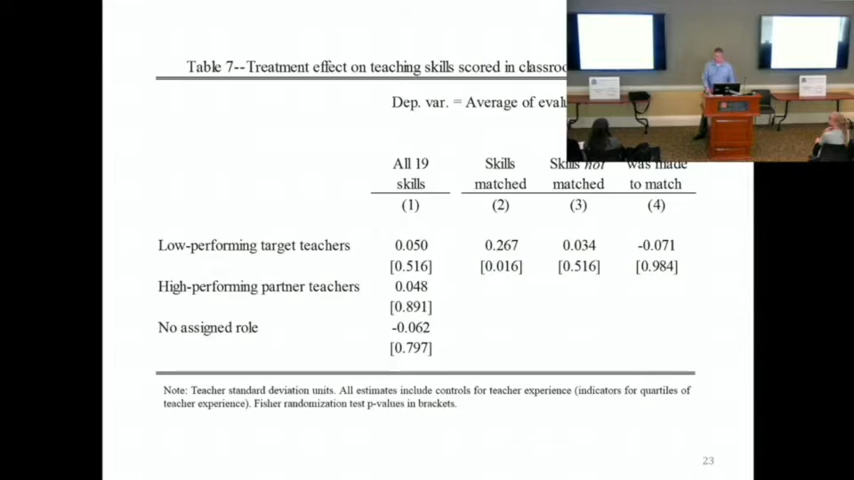 Table 7--Treatment effect on teaching skills scored in
Dep. var. = Average of
All 19 skills
Skills matched
Skills not matched
was made to match
(1) (2) (3) (4)
Low-performing target teachers 0.050 0.267 0.034 -0.071
[0.516] [0.016] [0.516] [0.984]
High-performing partner teachers 0.048
[0.891]
No assigned role -0.062
[0.797]
Note: Teacher standard deviation units. All estimates include controls for teacher experience (indicators for quartiles of
teacher experience). Fisher randomization test p-values in brackets.
23